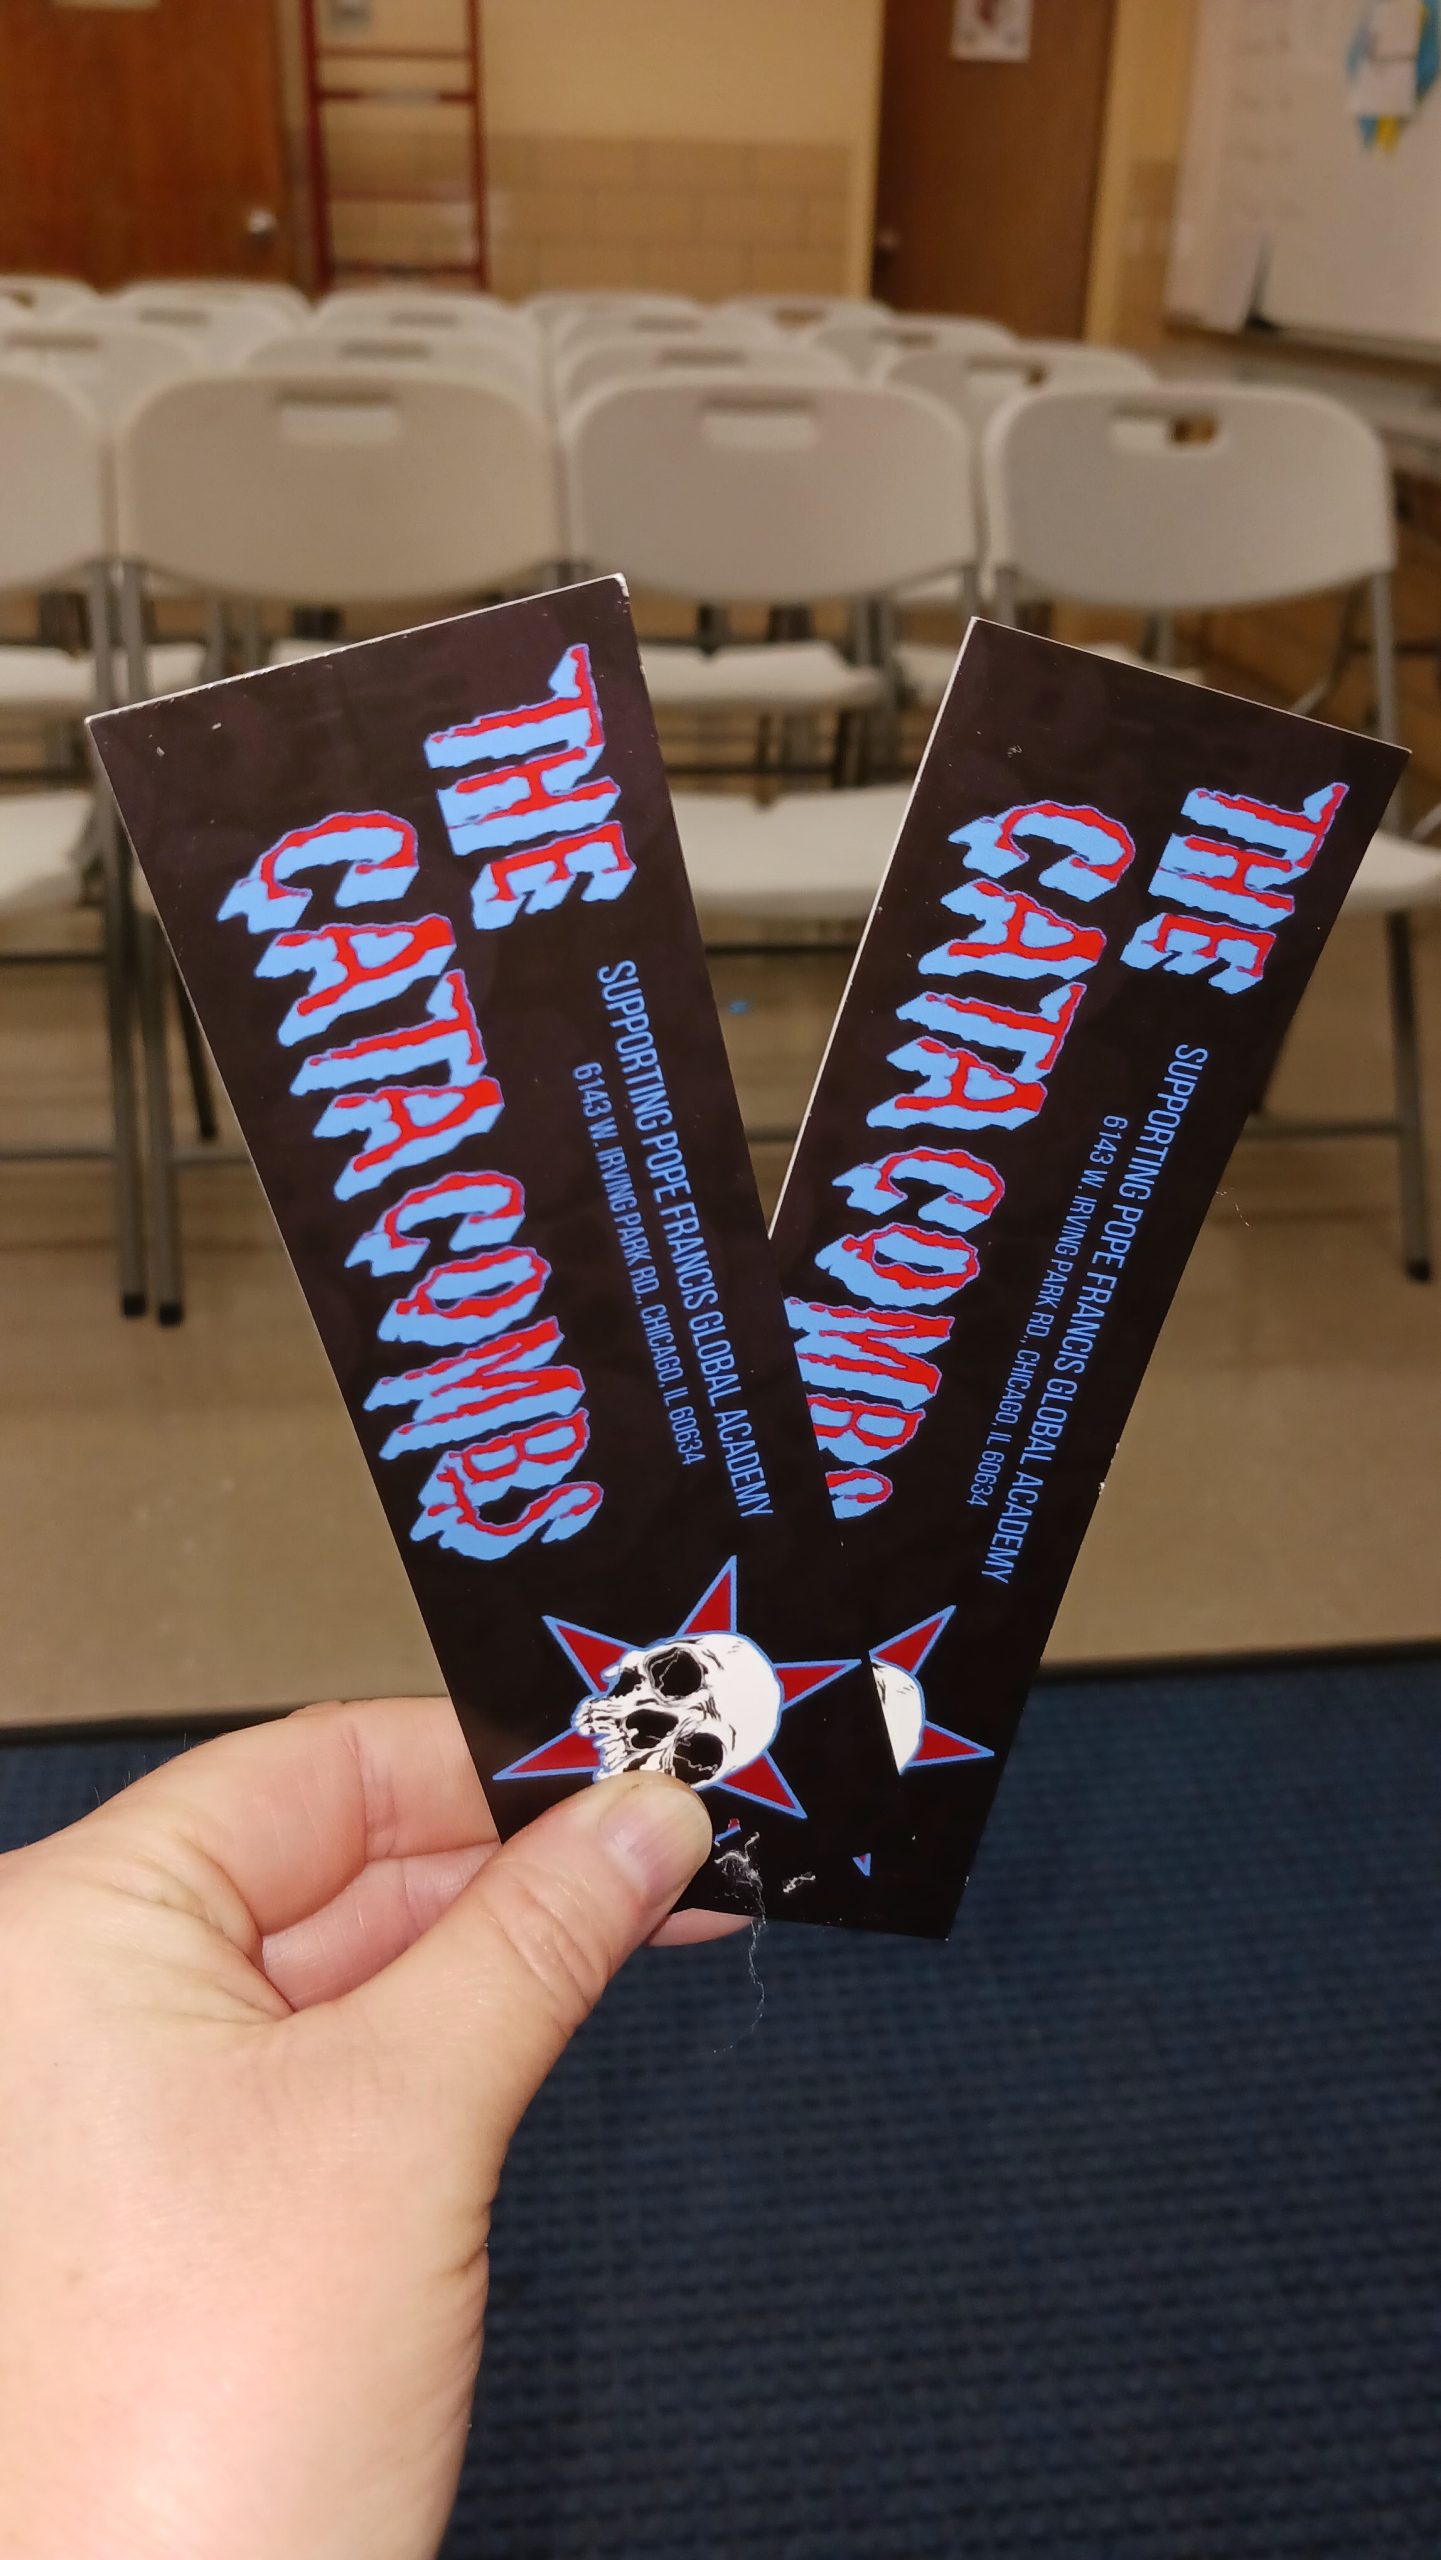 THE
CATACOMBS
SUPPORTING POPE FRANCIS GLOBAL ACADEMY
6143 W. IRVING PARK RD., CHICAGO, IL 60634
THE
CATACOMBS
SUPPORTING POPE FRANCIS GLOBAL ACADEMY
6143 W. IRVING PARK RD., CHICAGO, IL 60634